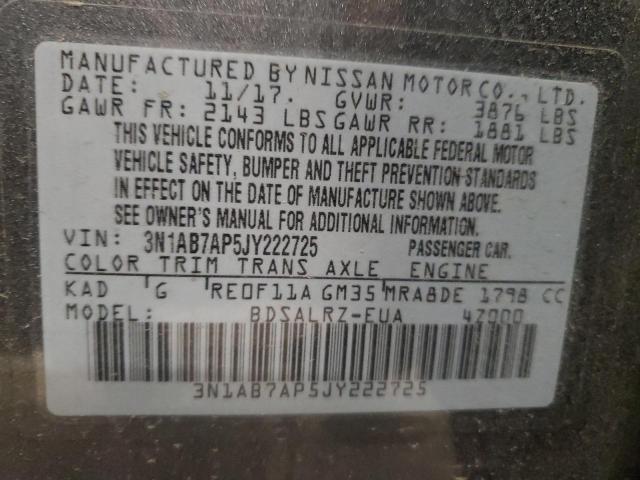 MANUFACTURED BY NISSAN MOTOR CO., LTD.
DATE: 11/17. GVWR: 3876 LBS
GAWR FR: 2143 LBS GAWR RR: 1881 LBS
THIS VEHICLE CONFORMS TO ALL APPLICABLE FEDERAL MOTOR
VEHICLE SAFETY, BUMPER AND THEFT PREVENTION STANDARDS
IN EFFECT ON THE DATE OF MANUFACTURE SHOWN ABOVE.
SEE OWNER'S MANUAL FOR ADDITIONAL INFORMATION.
VIN: 3N1AB7AP5JY222725 PASSENGER CAR.
COLOR TRIM TRANS AXLE ENGINE
KAD G RE0F11A GM35 MRA8DE 1798 CC
MODEL: BDSALRZ-EUA 4Z000
3N1AB7AP5JY222725